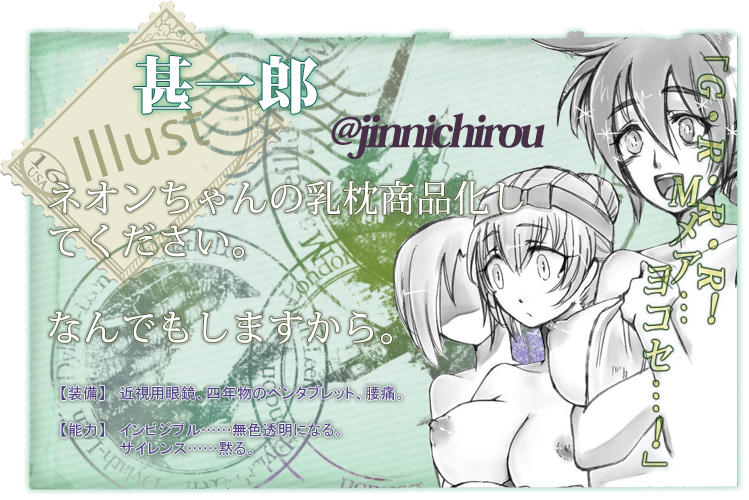 甚一郎
Illust
@jinnichirou
16
USA
ネオンちゃんの乳枕商品化し
てください。
なんでもしますから。
【装備】 近視用眼鏡、四年物のペンタブレット、腰痛。
【能力】 インビジブル……無色透明になる。
サイレンス……黙る。
「G・R・R・R!
Mメア…
ヨコセ…!」